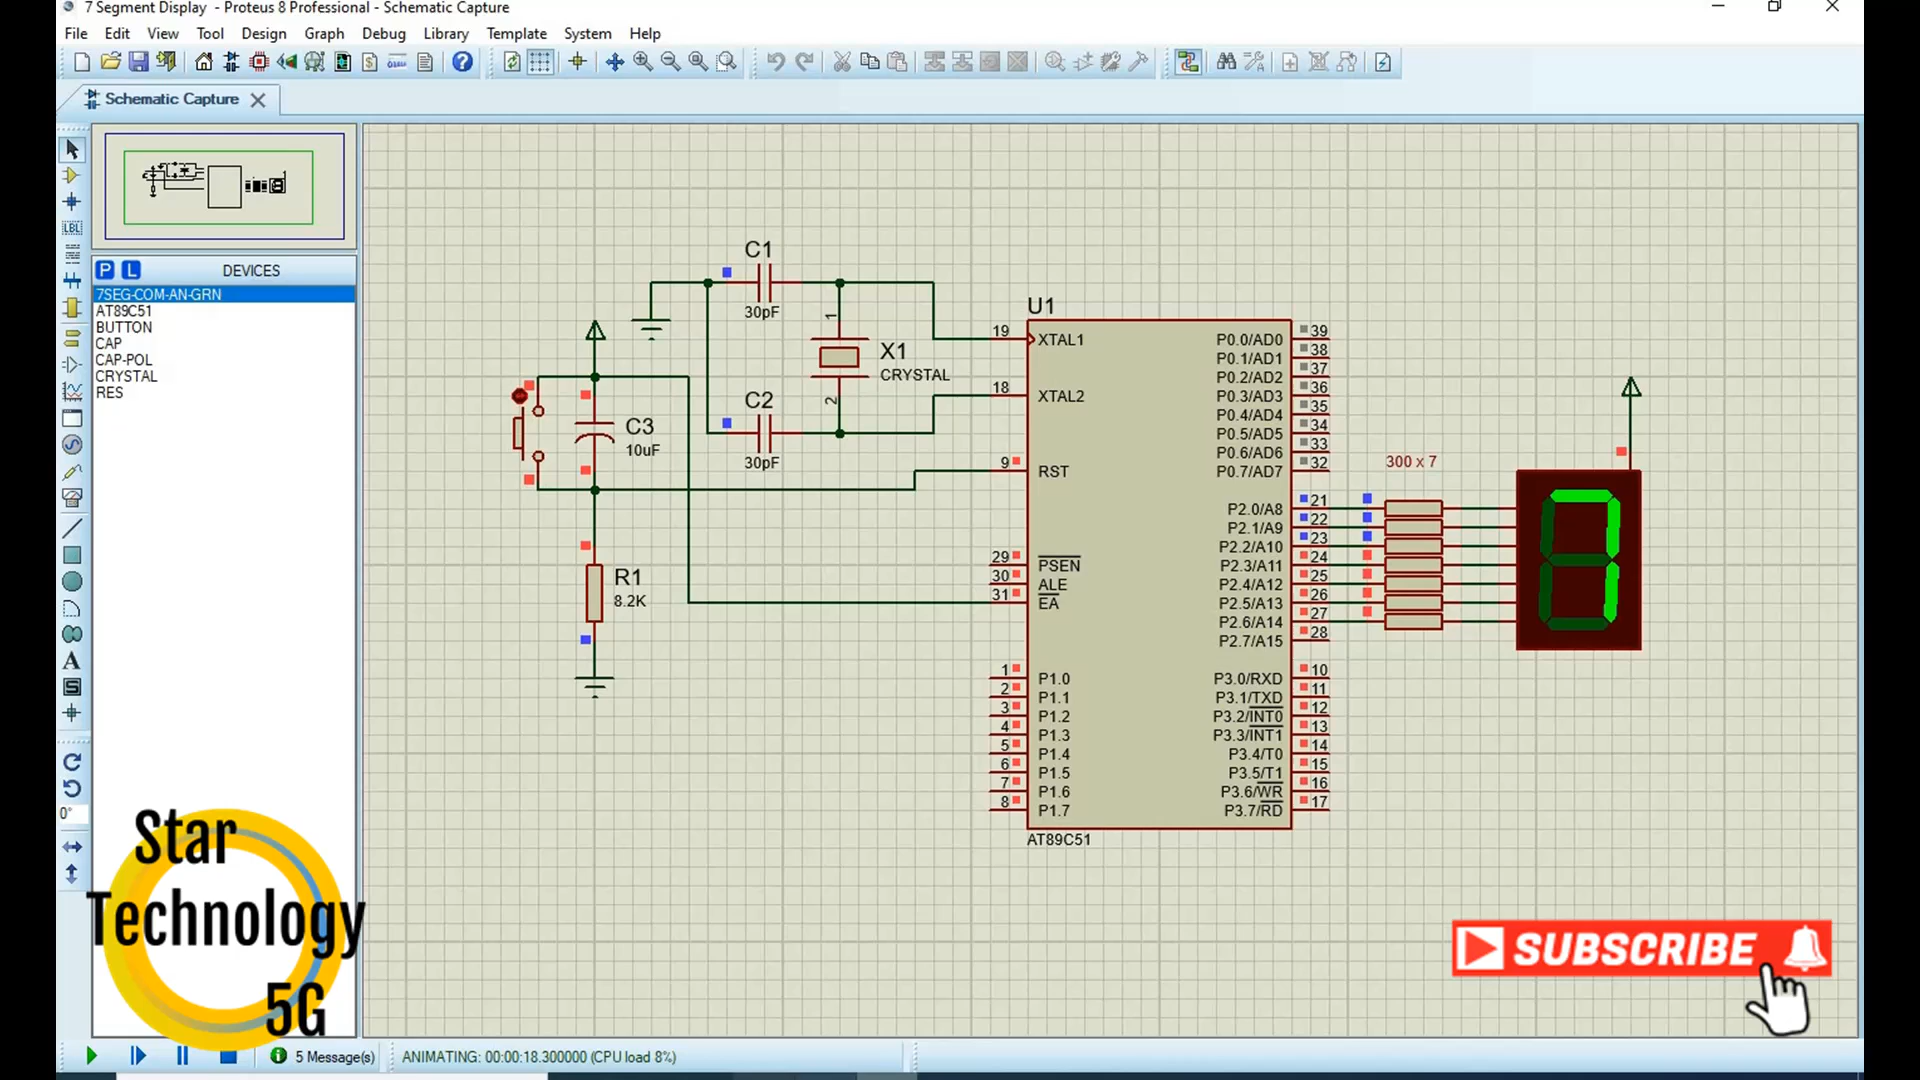 7 Segment Display - Proteus 8 Professional - Schematic Capture
File Edit View Tool Design Graph Debug Library Template System Help
Schematic Capture
P L DEVICES
7SEG-COM-AN-GRN
AT89C51
BUTTON
CAP
CAP-POL
CRYSTAL
RES
LBL
A
S
0°
C1
30pF
X1
CRYSTAL
1
2
C2
30pF
C3
10uF
R1
8.2K
U1
19 XTAL1
18 XTAL2
9 RST
29 PSEN
30 ALE
31 EA
1 P1.0
2 P1.1
3 P1.2
4 P1.3
5 P1.4
6 P1.5
7 P1.6
8 P1.7
P0.0/AD0 39
P0.1/AD1 38
P0.2/AD2 37
P0.3/AD3 36
P0.4/AD4 35
P0.5/AD5 34
P0.6/AD6 33
P0.7/AD7 32
P2.0/A8 21
P2.1/A9 22
P2.2/A10 23
P2.3/A11 24
P2.4/A12 25
P2.5/A13 26
P2.6/A14 27
P2.7/A15 28
P3.0/RXD 10
P3.1/TXD 11
P3.2/INT0 12
P3.3/INT1 13
P3.4/T0 14
P3.5/T1 15
P3.6/WR 16
P3.7/RD 17
AT89C51
300 x 7
7
Star
Technology
5G
SUBSCRIBE
5 Message(s)
ANIMATING: 00:00:18.300000 (CPU load 8%)